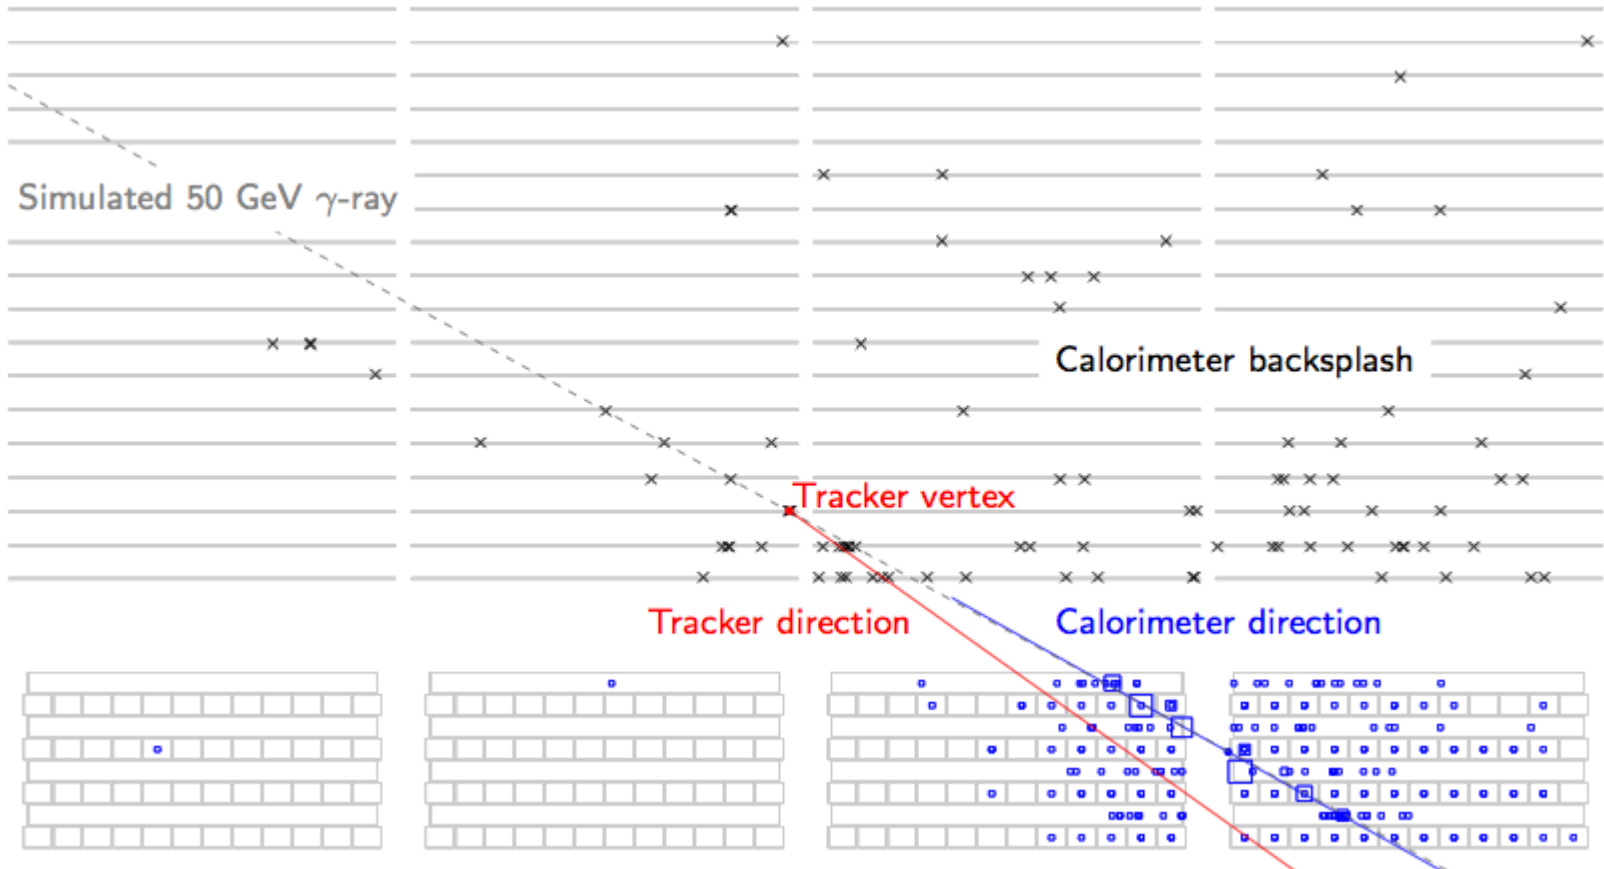 Simulated 50 GeV γ-ray
Calorimeter backsplash
Tracker vertex
Tracker direction
Calorimeter direction